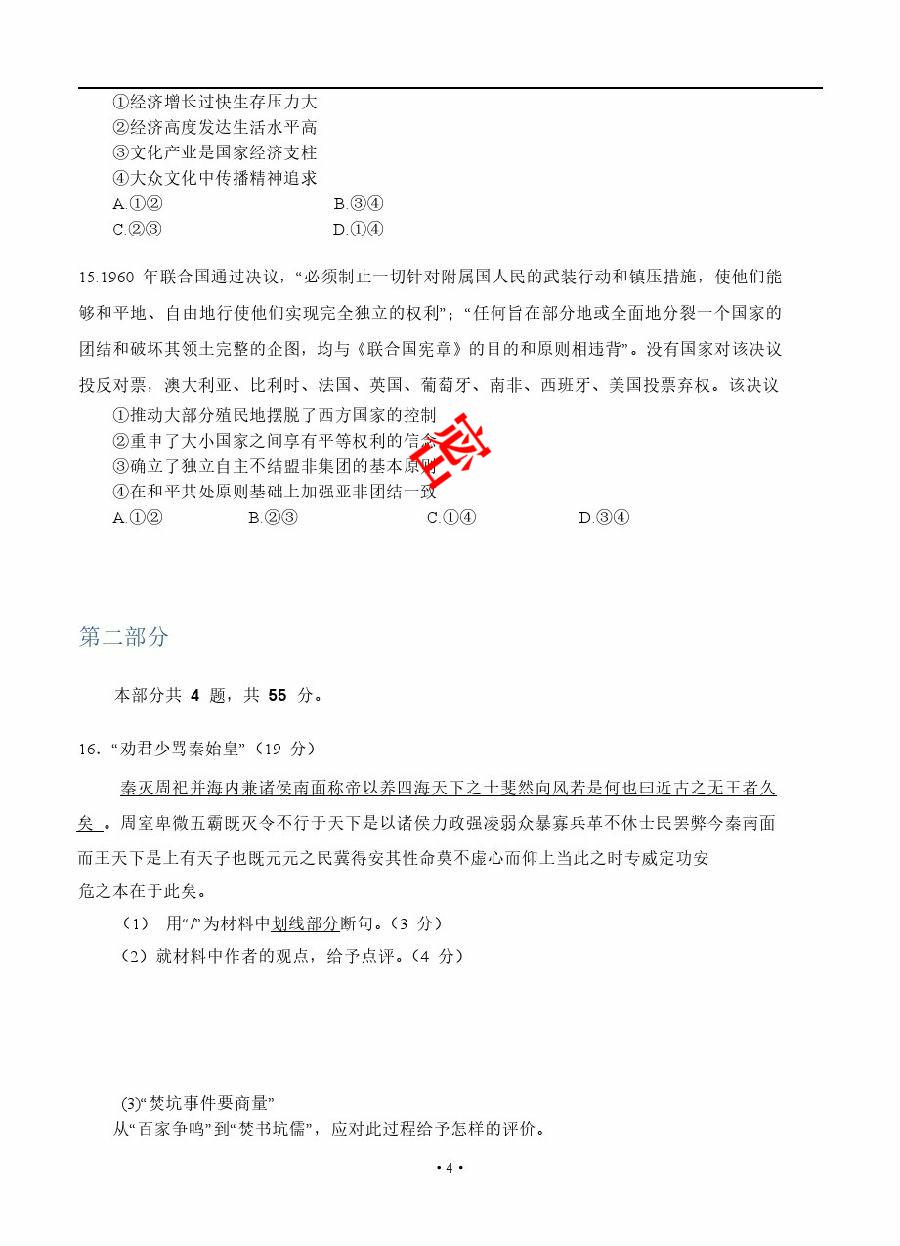 ①经济增长过快生存压力大
②经济高度发达生活水平高
③文化产业是国家经济支柱
④大众文化中传播精神追求
A.①② B.③④
C.②③ D.①④
15.1960 年联合国通过决议，“必须制止一切针对附属国人民的武装行动和镇压措施，使他们能
够和平地、自由地行使他们实现完全独立的权利”；“任何旨在部分地或全面地分裂一个国家的
团结和破坏其领土完整的企图，均与《联合国宪章》的目的和原则相违背”。没有国家对该决议
投反对票，澳大利亚、比利时、法国、英国、葡萄牙、南非、西班牙、美国投票弃权。该决议
①推动大部分殖民地摆脱了西方国家的控制
②重申了大小国家之间享有平等权利的信念
③确立了独立自主不结盟非集团的基本原则
④在和平共处原则基础上加强亚非团结一致
A.①② B.②③ C.①④ D.③④
密
第二部分
本部分共 4 题，共 55 分。
16．“劝君少骂秦始皇”（19 分）
秦灭周祀并海内兼诸侯南面称帝以养四海天下之士斐然向风若是何也曰近古之无王者久
矣 。周室卑微五霸既灭令不行于天下是以诸侯力政强凌弱众暴寡兵革不休士民罢弊今秦南面
而王天下是上有天子也既元元之民冀得安其性命莫不虚心而仰上当此之时专威定功安
危之本在于此矣。
（1） 用“/”为材料中划线部分断句。（3 分）
（2）就材料中作者的观点，给予点评。（4 分）
(3)“焚坑事件要商量”
从“百家争鸣”到“焚书坑儒”，应对此过程给予怎样的评价。
• 4 •